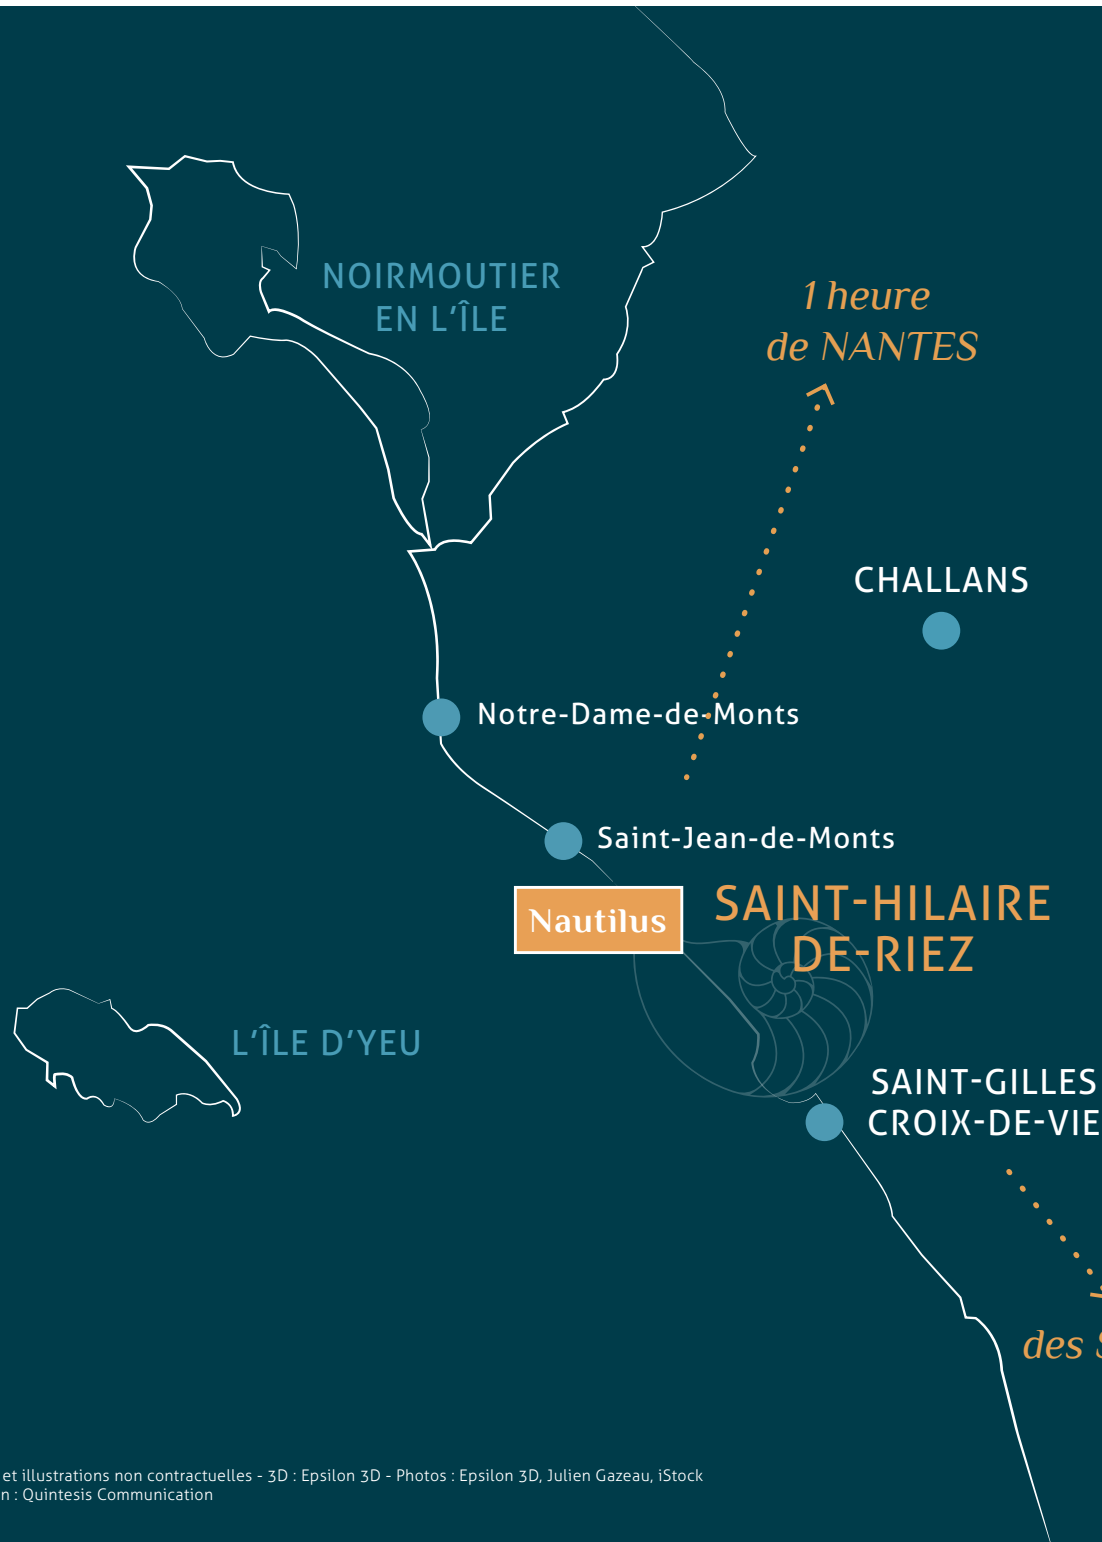 NOIRMOUTIER
EN L’ÎLE
1 heure
de NANTES
CHALLANS
Notre-Dame-de-Monts
Saint-Jean-de-Monts
Nautilus
SAINT-HILAIRE
DE-RIEZ
L’ÎLE D’YEU
SAINT-GILLES
CROIX-DE-VIE
des
et illustrations non contractuelles - 3D : Epsilon 3D - Photos : Epsilon 3D, Julien Gazeau, iStock
: Quintesis Communication